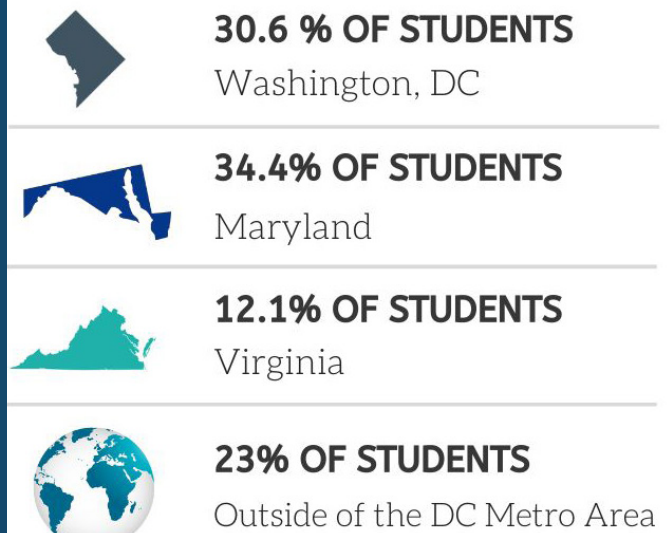 30.6 % OF STUDENTS
Washington, DC
34.4% OF STUDENTS
Maryland
12.1% OF STUDENTS
Virginia
23% OF STUDENTS
Outside of the DC Metro Area